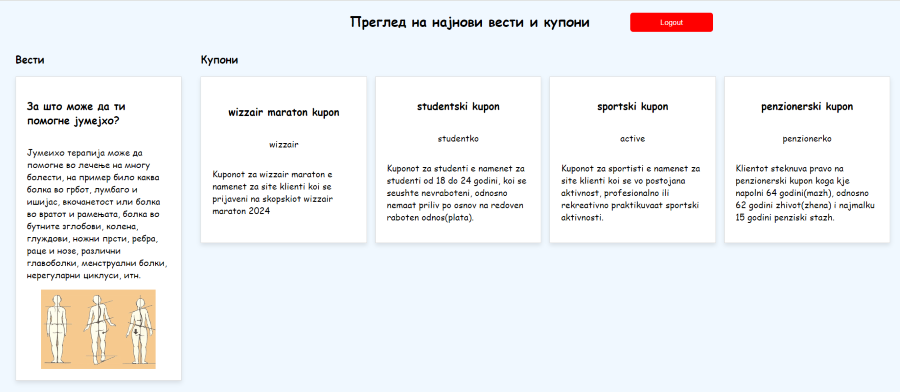 Преглед на најнови вести и купони
Logout
Вести
За што може да ти
помогне јумејхо?
Јумеихо терапија може да
помогне во лечење на многу
болести, на пример било каква
болка во грбот, лумбаго и
ишијас, вкочанетост или болка
во вратот и рамењата, болка во
бутните зглобови, колена,
глуждови, ножни прсти, ребра,
раце и нозе, различни
главоболки, менструални болки,
нерегуларни циклуси, итн.
Купони
wizzair maraton kupon
wizzair
Kuponot za wizzair maraton e
namenet za site klienti koi se
prijaveni na skopskiot wizzair
maraton 2024
studentski kupon
studentko
Kuponot za studenti e namenet za
studenti od 18 do 24 godini, koi se
seushte nevraboteni, odnosno
nemaat priliv po osnov na redoven
raboten odnos(plata).
sportski kupon
active
Kuponot za sportisti e namenet za
site klienti koi se vo postojana
aktivnost, profesionalno ili
rekreativno praktikuvaat sportski
aktivnosti.
penzionerski kupon
penzionerko
Klientot steknuva pravo na
penzionerski kupon koga kje
napolni 64 godini(mazh), odnosno
62 godini zhivot(zhena) i najmalku
15 godini penziski stazh.